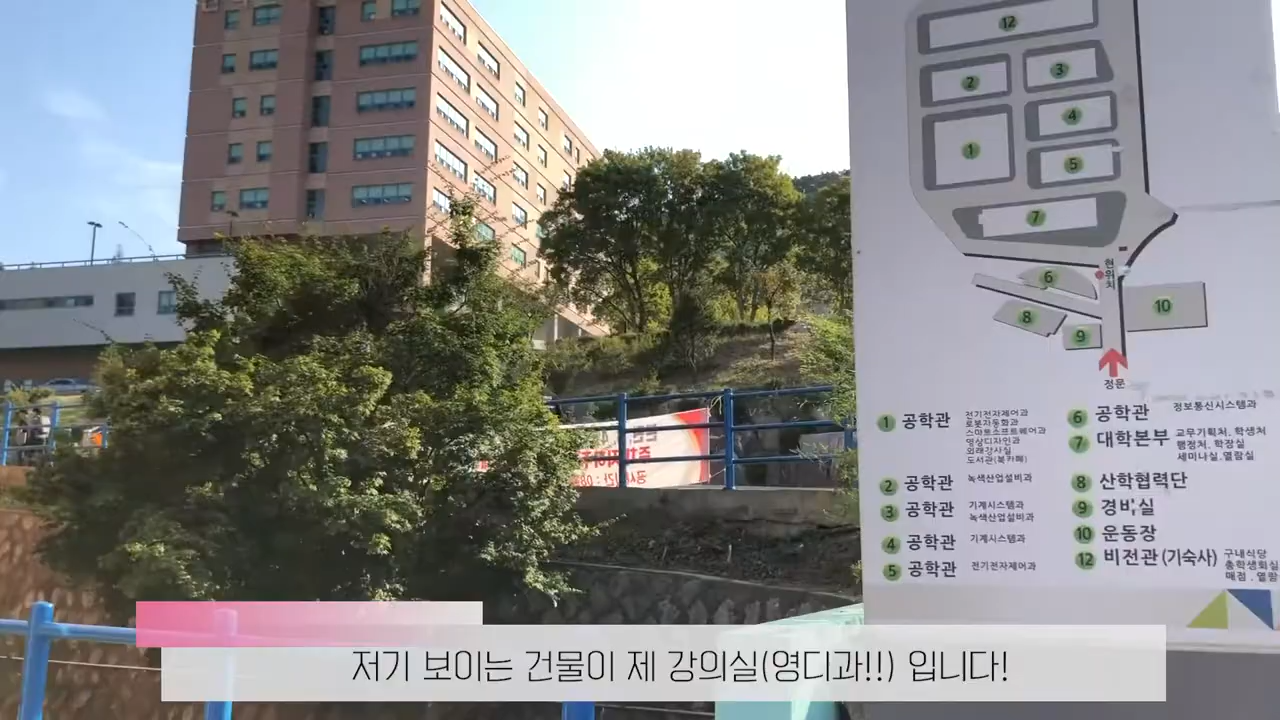 12
2
3
4
1
5
7
현위치
6
10
8
9
정문
1 공학관 전기전자제어과
로봇자동화과
스마트소프트웨어과
영상디자인과
외래강사실
도서관(북카페)
2 공학관 녹색산업설비과
3 공학관 기계시스템과
녹색산업설비과
4 공학관 기계시스템과
5 공학관 전기전자제어과
6 공학관 정보통신시스템과
7 대학본부 교무기획처, 학생처
행정처, 학장실
세미나실.열람실
8 산학협력단
9 경비실
10 운동장
12 비전관(기숙사) 구내식당
총학생회실
매점.열람
저기 보이는 건물이 제 강의실(영디과!!) 입니다!